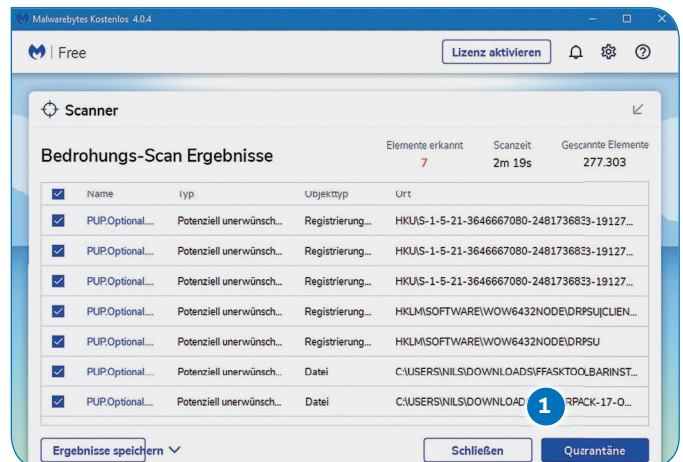 Malwarebytes Kostenlos 4.0.4
Free
Lizenz aktivieren
Scanner
Bedrohungs-Scan Ergebnisse
Elemente erkannt
7
Scanzeit
2m 19s
Gescannte Elemente
277.303
Name Typ Objekttyp Ort
PUP.Optional.... Potenziell unerwünsch... Registrierung... HKU\S-1-5-21-3646667080-2481736833-19127...
PUP.Optional.... Potenziell unerwünsch... Registrierung... HKU\S-1-5-21-3646667080-2481736833-19127...
PUP.Optional.... Potenziell unerwünsch... Registrierung... HKU\S-1-5-21-3646667080-2481736833-19127...
PUP.Optional.... Potenziell unerwünsch... Registrierung... HKLM\SOFTWARE\WOW6432NODE\DRPSU|CLIEN...
PUP.Optional.... Potenziell unerwünsch... Registrierung... HKLM\SOFTWARE\WOW6432NODE\DRPSU
PUP.Optional.... Potenziell unerwünsch... Datei C:\USERS\NILS\DOWNLOADS\FFASKTOOLBARINST...
PUP.Optional.... Potenziell unerwünsch... Datei C:\USERS\NILS\DOWNLOAD RPACK-17-O...
1
Ergebnisse speichern
Schließen
Quarantäne